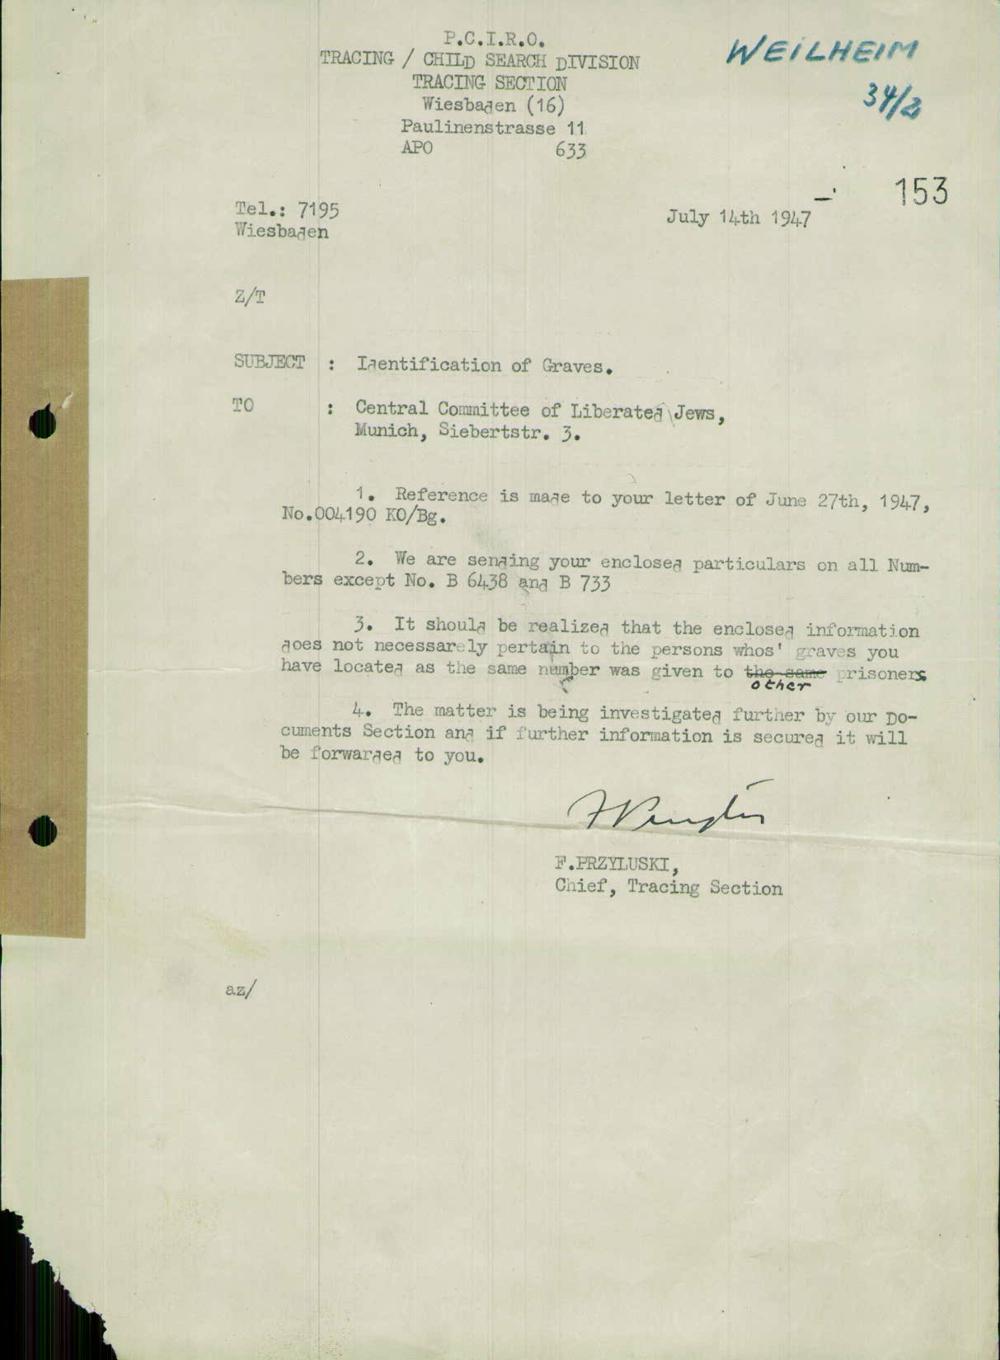 P.C.I.R.O.
TRACING / CHILD SEARCH DIVISION
TRACING SECTION
Wiesbaden (16)
Paulinenstrasse 11
APO 633
WEILHEIM
34/2
153
Tel.: 7195
Wiesbaden
July 14th 1947
Z/T
SUBJECT : Identification of Graves.
TO : Central Committee of Liberated Jews,
Munich, Siebertstr. 3.
1. Reference is made to your letter of June 27th, 1947,
No.004190 KO/Bg.
2. We are sending your enclosed particulars on all Num-
bers except No. B 6438 and B 733
3. It should be realized that the enclosed information
does not necessarely pertain to the persons whos' graves you
have located as the same number was given to the same prisoners
other
4. The matter is being investigated further by our Do-
cuments Section and if further information is secured it will
be forwarded to you.
F.PRZYLUSKI,
Chief, Tracing Section
az/